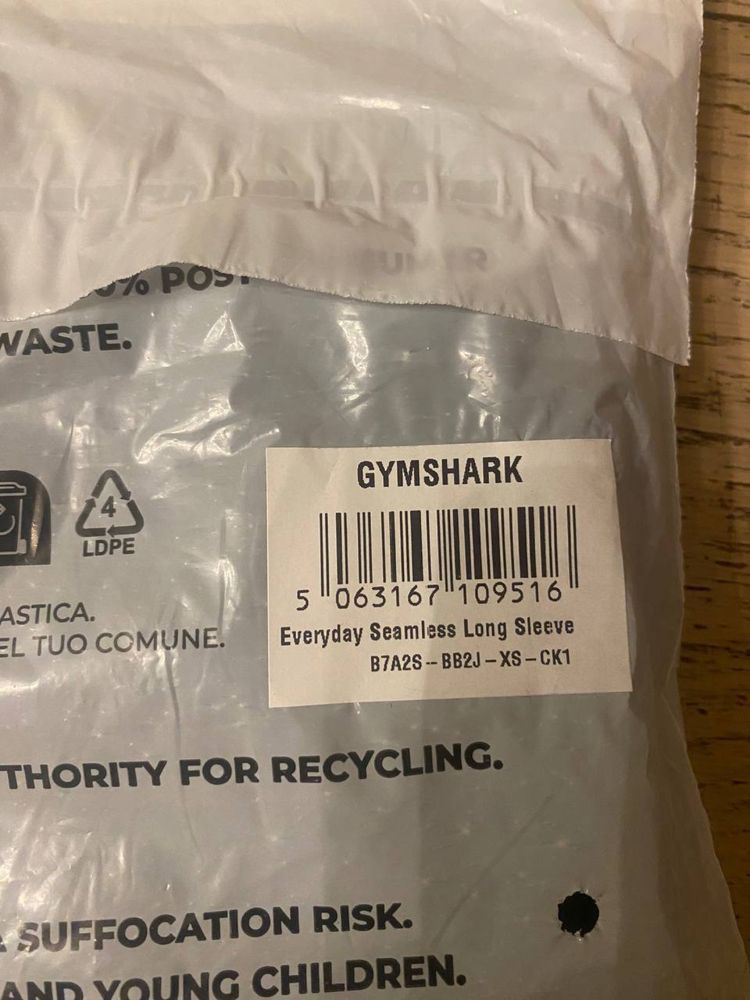 % POST
WASTE.
4
LDPE
GYMSHARK
5 063167 109516
Everyday Seamless Long Sleeve
B7A2S -- BB2J - XS - CK1
ASTICA.
EL TUO COMUNE.
THORITY FOR RECYCLING.
SUFFOCATION RISK.
AND YOUNG CHILDREN.